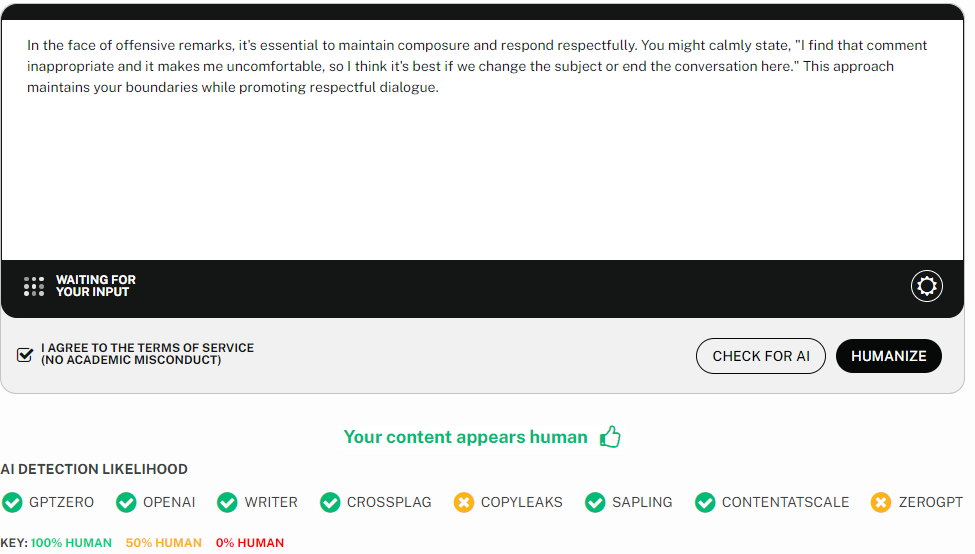 In the face of offensive remarks, it's essential to maintain composure and respond respectfully. You might calmly state, "I find that comment
inappropriate and it makes me uncomfortable, so I think it's best if we change the subject or end the conversation here." This approach
maintains your boundaries while promoting respectful dialogue.
WAITING FOR
YOUR INPUT
I AGREE TO THE TERMS OF SERVICE
(NO ACADEMIC MISCONDUCT)
CHECK FOR AI
HUMANIZE
Your content appears human
AI DETECTION LIKELIHOOD
GPTZERO OPENAI WRITER CROSSPLAG COPYLEAKS SAPLING CONTENTATSCALE ZEROGPT
KEY: 100% HUMAN 50% HUMAN 0% HUMAN